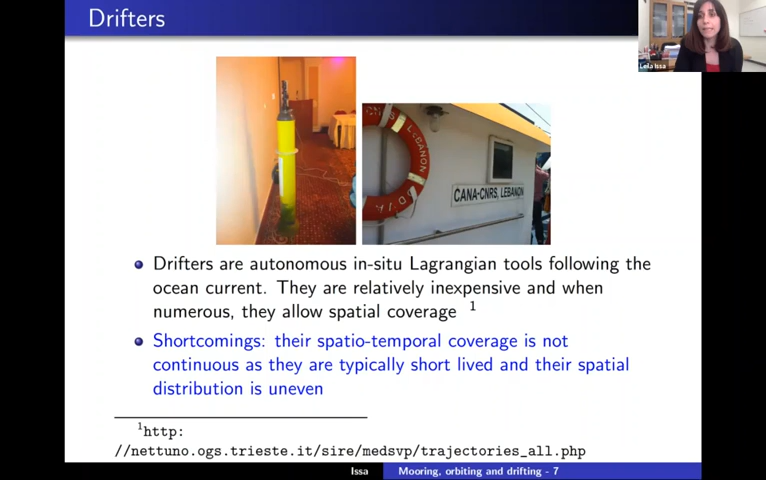 Drifters
Leila Issa
LEBANON
CANA-CNRS, LEBANON
Drifters are autonomous in-situ Lagrangian tools following the
ocean current. They are relatively inexpensive and when
numerous, they allow spatial coverage 1
Shortcomings: their spatio-temporal coverage is not
continuous as they are typically short lived and their spatial
distribution is uneven
1http:
//nettuno.ogs.trieste.it/sire/medsvp/trajectories_all.php
Issa Mooring, orbiting and drifting - 7